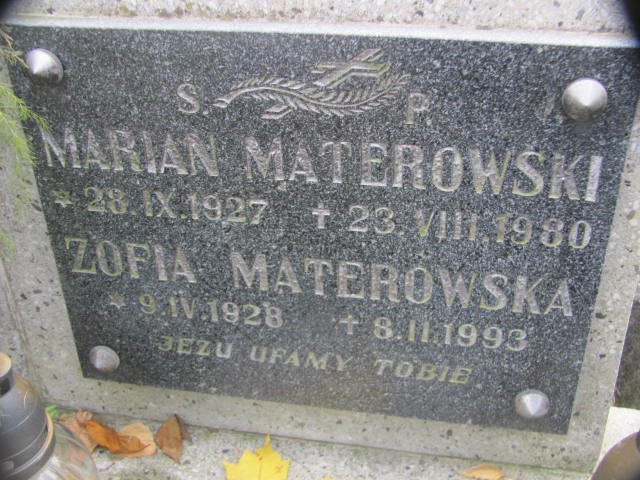 Ś. P.
MARIAN MATEROWSKI
* 28.IX.1927 + 23.VIII.1980
ZOFIA MATEROWSKA
* 9.IV.1928 + 8.II.1993
JEZU UFAMY TOBIE